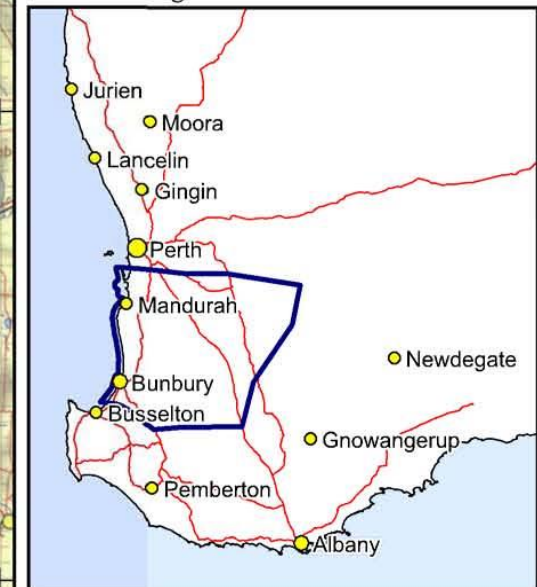 Jurien
Moora
Lancelin
Gingin
Perth
Mandurah
Newdegate
Bunbury
Busselton
Gnowangerup
Pemberton
Albany